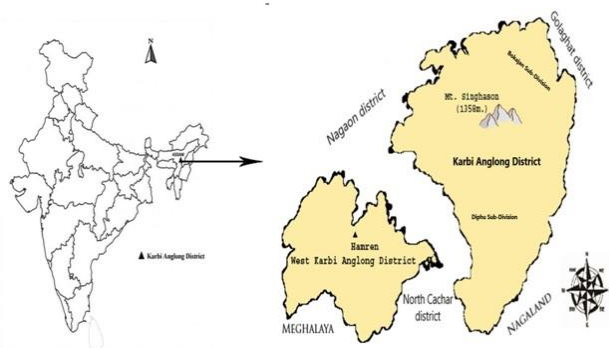 N
Karbi Anglong District
Golaghat district
Bokajan Sub-Division
Mt. Singhason
(1358m.)
Nagaon district
Karbi Anglong District
Diphu Sub-Division
Hamren
West Karbi Anglong District
North Cachar
district
MEGHALAYA
NAGALAND